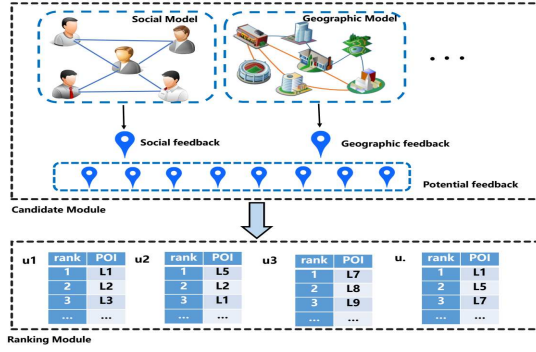 Social Model
Geographic Model
. . .
Social feedback
Geographic feedback
Potential feedback
Candidate Module
u1
rank POI
1 L1
2 L2
3 L3
... ...
u2
rank POI
1 L5
2 L2
3 L1
... ...
u3
rank POI
1 L7
2 L8
3 L9
... ...
u.
rank POI
1 L1
2 L5
3 L7
... ...
Ranking Module